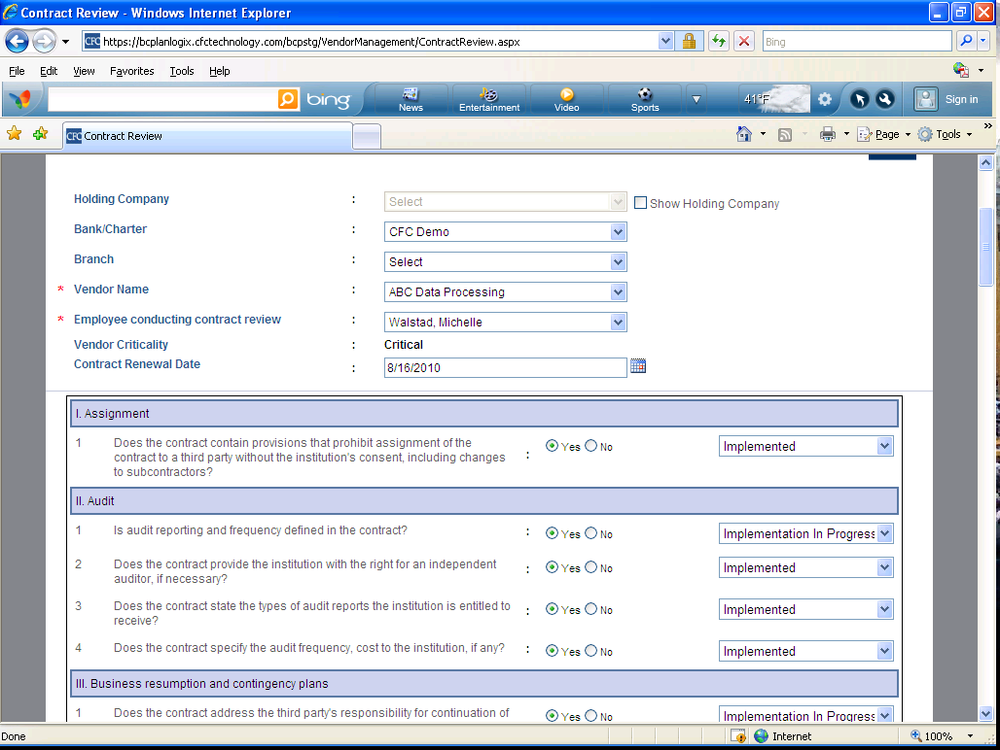 Contract Review - Windows Internet Explorer
CFC https://bcplanlogix.cfctechnology.com/bcpstg/VendorManagement/ContractReview.aspx
Bing
File Edit View Favorites Tools Help
bing News Entertainment Video Sports 41°F Sign in
CFC Contract Review
Page Tools »
Holding Company : Select Show Holding Company
Bank/Charter : CFC Demo
Branch : Select
* Vendor Name : ABC Data Processing
* Employee conducting contract review : Walstad, Michelle
Vendor Criticality : Critical
Contract Renewal Date : 8/16/2010
I. Assignment
1 Does the contract contain provisions that prohibit assignment of the
contract to a third party without the institution's consent, including changes
to subcontractors?
: Yes No Implemented
II. Audit
1 Is audit reporting and frequency defined in the contract? : Yes No Implementation In Progress
2 Does the contract provide the institution with the right for an independent
auditor, if necessary?
: Yes No Implemented
3 Does the contract state the types of audit reports the institution is entitled to
receive?
: Yes No Implemented
4 Does the contract specify the audit frequency, cost to the institution, if any? : Yes No Implemented
III. Business resumption and contingency plans
1 Does the contract address the third party's responsibility for continuation of
Yes No Implementation In Progress
Done Internet 100%